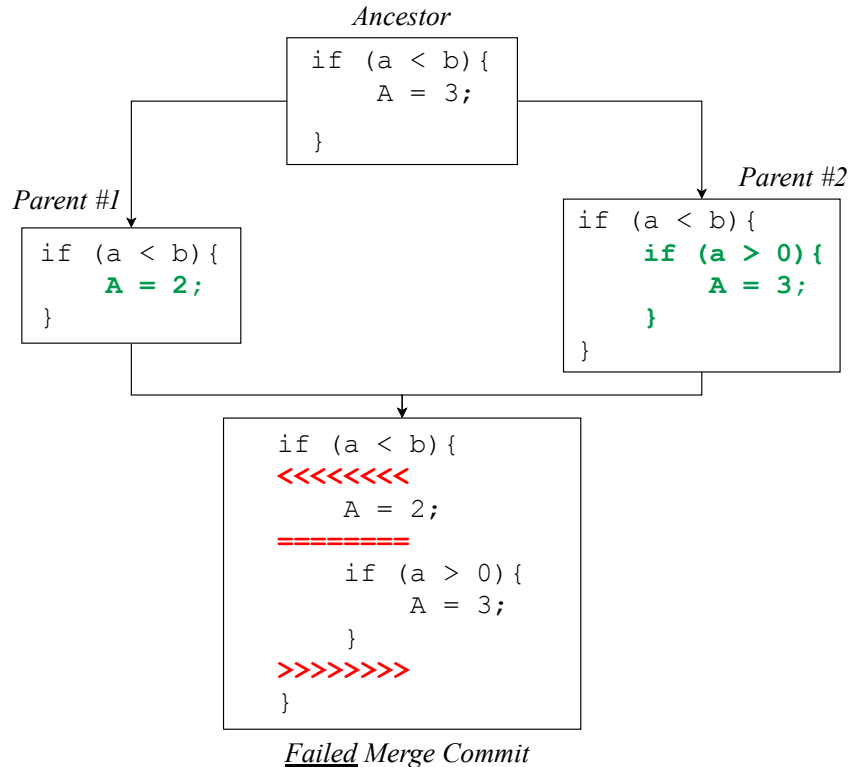 Ancestor
if (a < b){
    A = 3;
}
Parent #1
Parent #2
if (a < b){
    A = 2;
}
if (a < b){
    if (a > 0){
        A = 3;
    }
}
if (a < b){
<<<<<<<<
    A = 2;
========
    if (a > 0){
        A = 3;
    }
>>>>>>>>
}
Failed Merge Commit